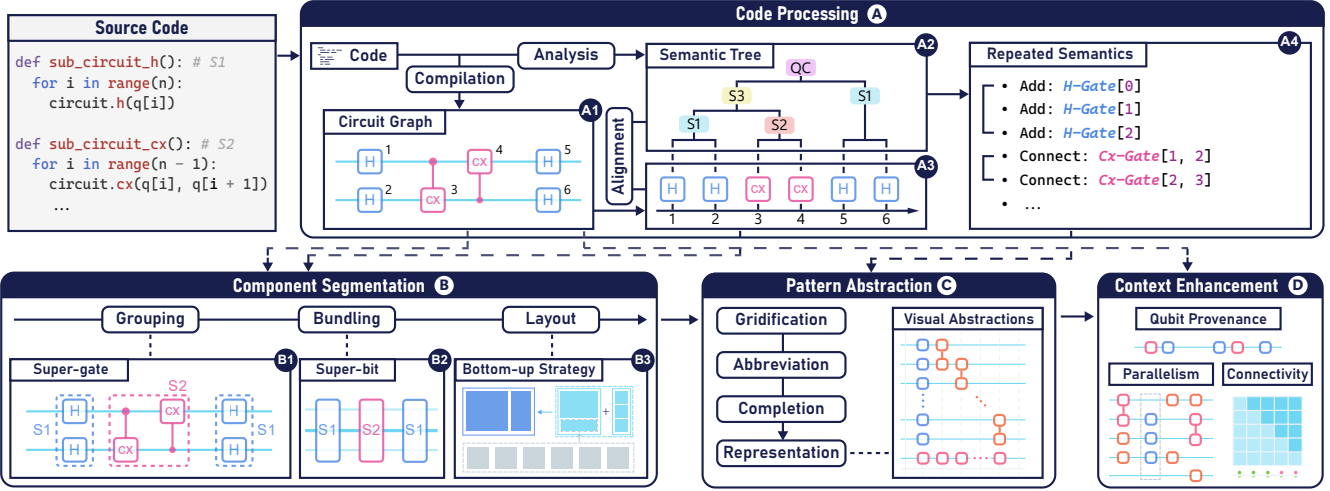 Source Code
def sub_circuit_h(): # S1
for i in range(n):
circuit.h(q[i])
def sub_circuit_cx(): # S2
for i in range(n - 1):
circuit.cx(q[i], q[i + 1])
...
Code Processing A
Code
Analysis
Compilation
A1
Circuit Graph
H 1
CX 4
H 5
H 2
CX 3
H 6
Alignment
A2
Semantic Tree
QC
S3
S1
S1
S2
A3
H H CX CX H H
1 2 3 4 5 6
A4
Repeated Semantics
• Add: H-Gate[0]
• Add: H-Gate[1]
• Add: H-Gate[2]
• Connect: Cx-Gate[1, 2]
• Connect: Cx-Gate[2, 3]
• ...
Component Segmentation B
Grouping
Bundling
Layout
B1
Super-gate
S2
H CX H
S1 S1
H CX H
B2
Super-bit
S1 S2 S1
B3
Bottom-up Strategy
+
Pattern Abstraction C
Gridification
Abbreviation
Completion
Representation
Visual Abstractions
Context Enhancement D
Qubit Provenance
Parallelism
Connectivity